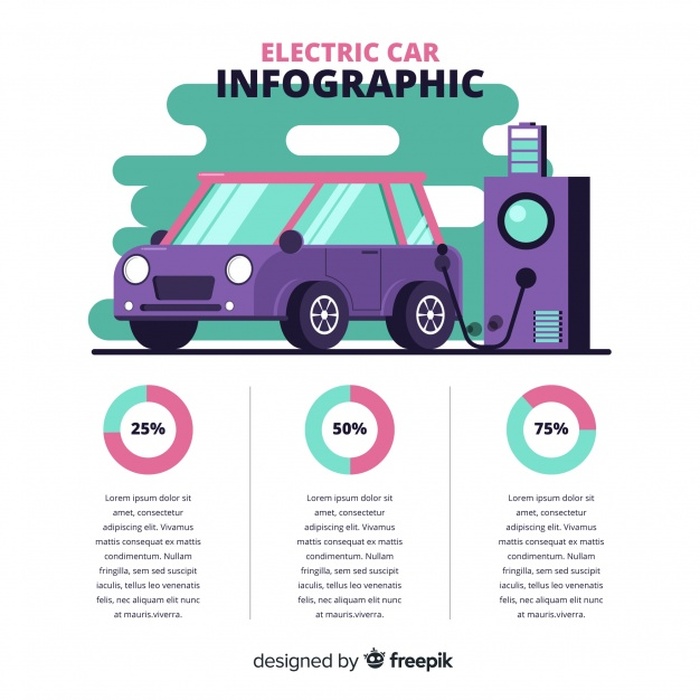 ELECTRIC CAR
INFOGRAPHIC
25%
Lorem ipsum dolor sit
amet, consectetur
adipiscing elit. Vivamus
mattis consequat ex mattis
condimentum. Nullam
fringilla, sem sed suscipit
iaculis, tellus leo venenatis
felis, nec aliquam elit nunc
at mauris.viverra.
50%
Lorem ipsum dolor sit
amet, consectetur
adipiscing elit. Vivamus
mattis consequat ex mattis
condimentum. Nullam
fringilla, sem sed suscipit
iaculis, tellus leo venenatis
felis, nec aliquam elit nunc
at mauris.viverra.
75%
Lorem ipsum dolor sit
amet, consectetur
adipiscing elit. Vivamus
mattis consequat ex mattis
condimentum. Nullam
fringilla, sem sed suscipit
iaculis, tellus leo venenatis
felis, nec aliquam elit nunc
at mauris.viverra.
designed by freepik